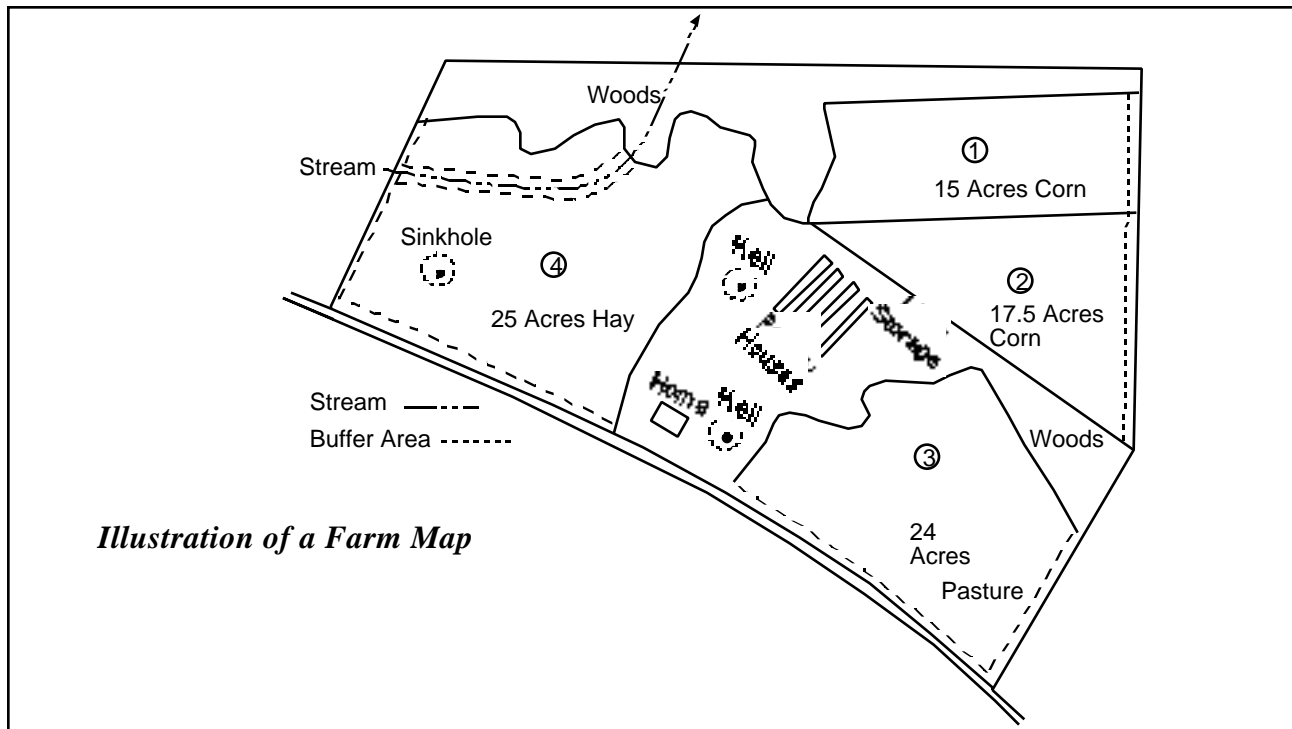 Woods
1
15 Acres Corn
Stream
Sinkhole
4
25 Acres Hay
Well
2
17.5 Acres
Corn
Storage
Houses
Home
Well
Stream
Buffer Area
Woods
3
24
Acres
Pasture
Illustration of a Farm Map